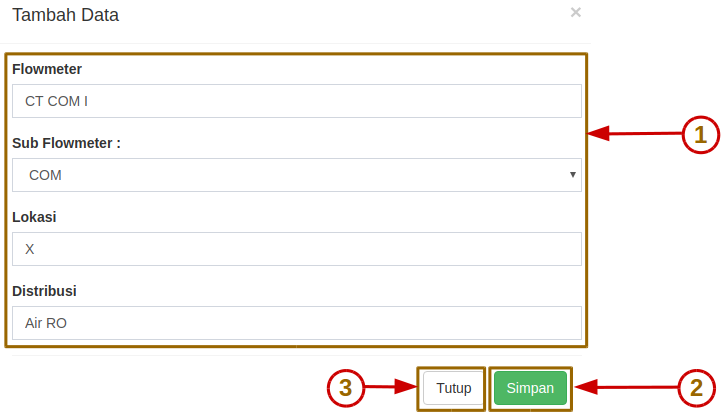 Tambah Data ×
Flowmeter
CT COM I
1
Sub Flowmeter :
COM
Lokasi
X
Distribusi
Air RO
3 Tutup Simpan 2